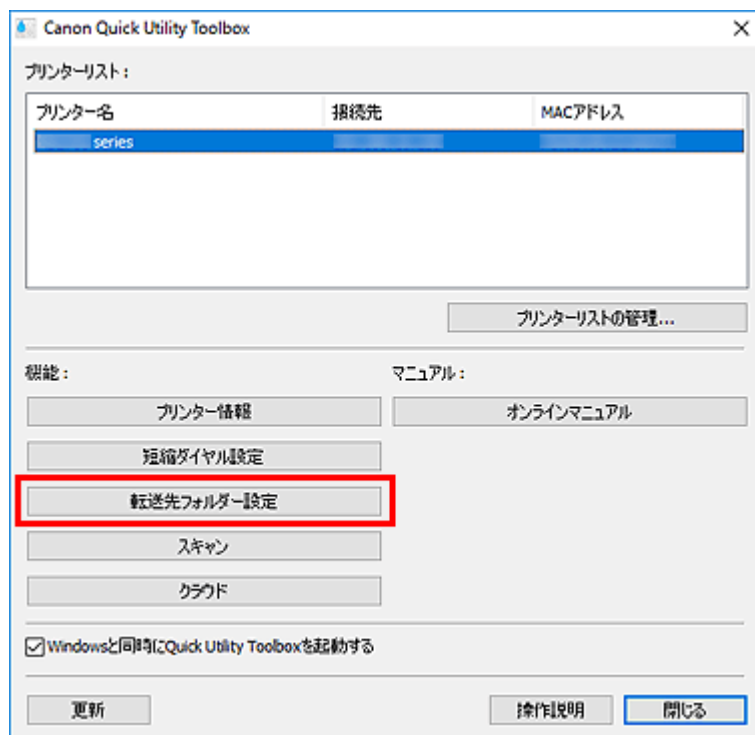 Canon Quick Utility Toolbox
プリンターリスト：
プリンター名 接続先 MACアドレス
series
プリンターリストの管理...
機能： マニュアル：
プリンター情報 オンラインマニュアル
短縮ダイヤル設定
転送先フォルダー設定
スキャン
クラウド
Windowsと同時にQuick Utility Toolboxを起動する
更新 操作説明 閉じる